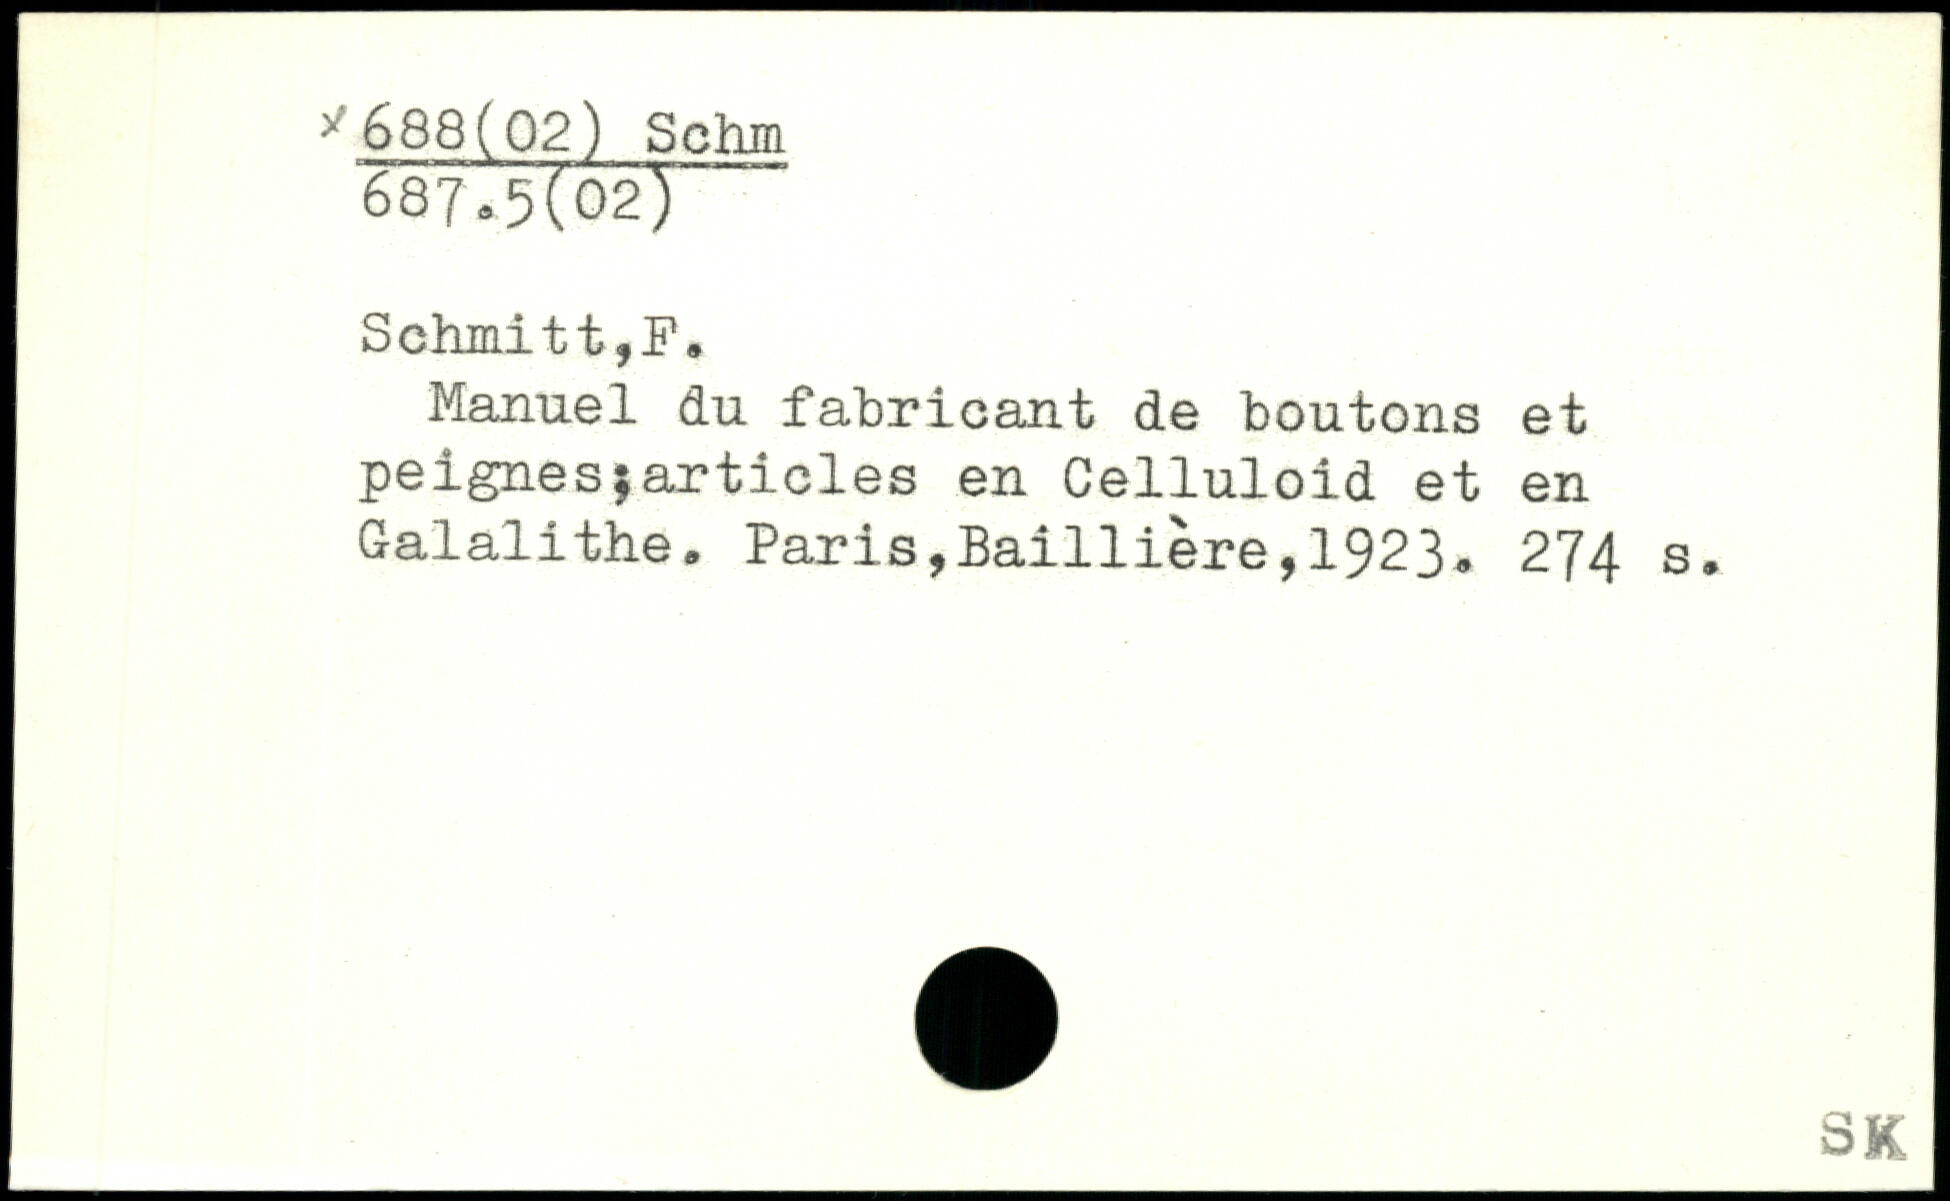 x 688(02) Schm
687.5(02)
Schmitt,F.
Manuel du fabricant de boutons et
peignes;articles en Celluloid et en
Galalithe. Paris,Baillière,1923. 274 s.
SK